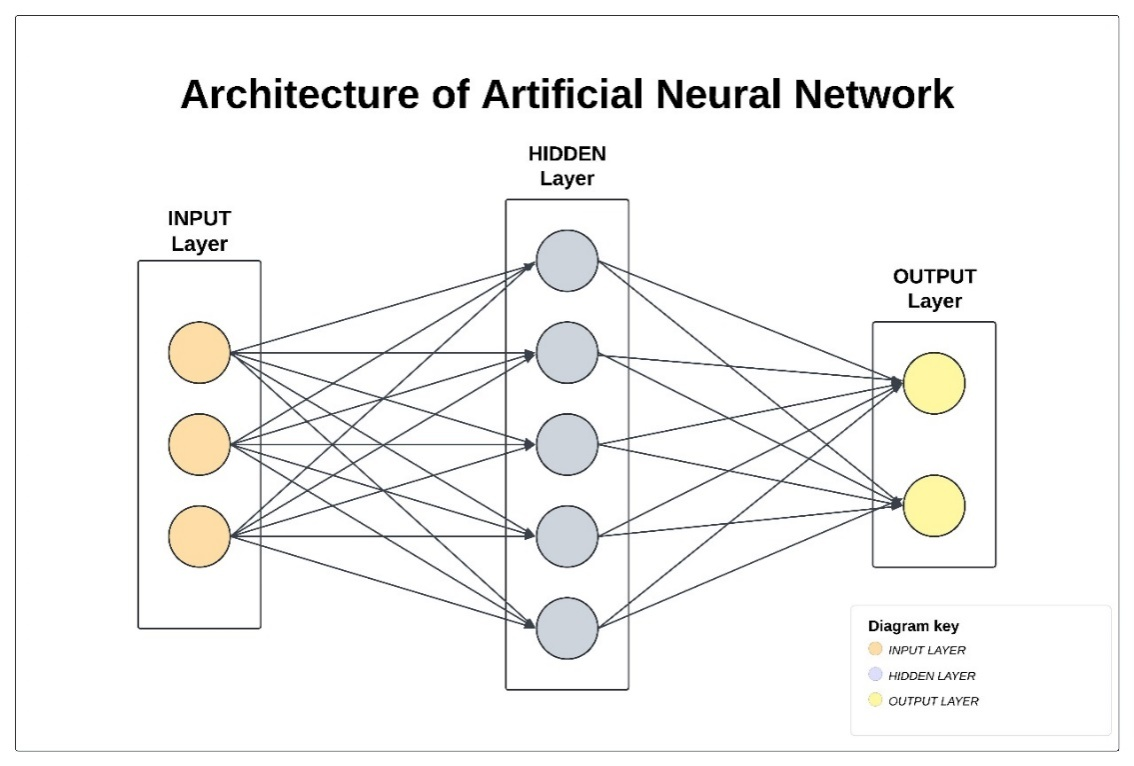 Architecture of Artificial Neural Network
HIDDEN
Layer
INPUT
Layer
OUTPUT
Layer
Diagram key
INPUT LAYER
HIDDEN LAYER
OUTPUT LAYER